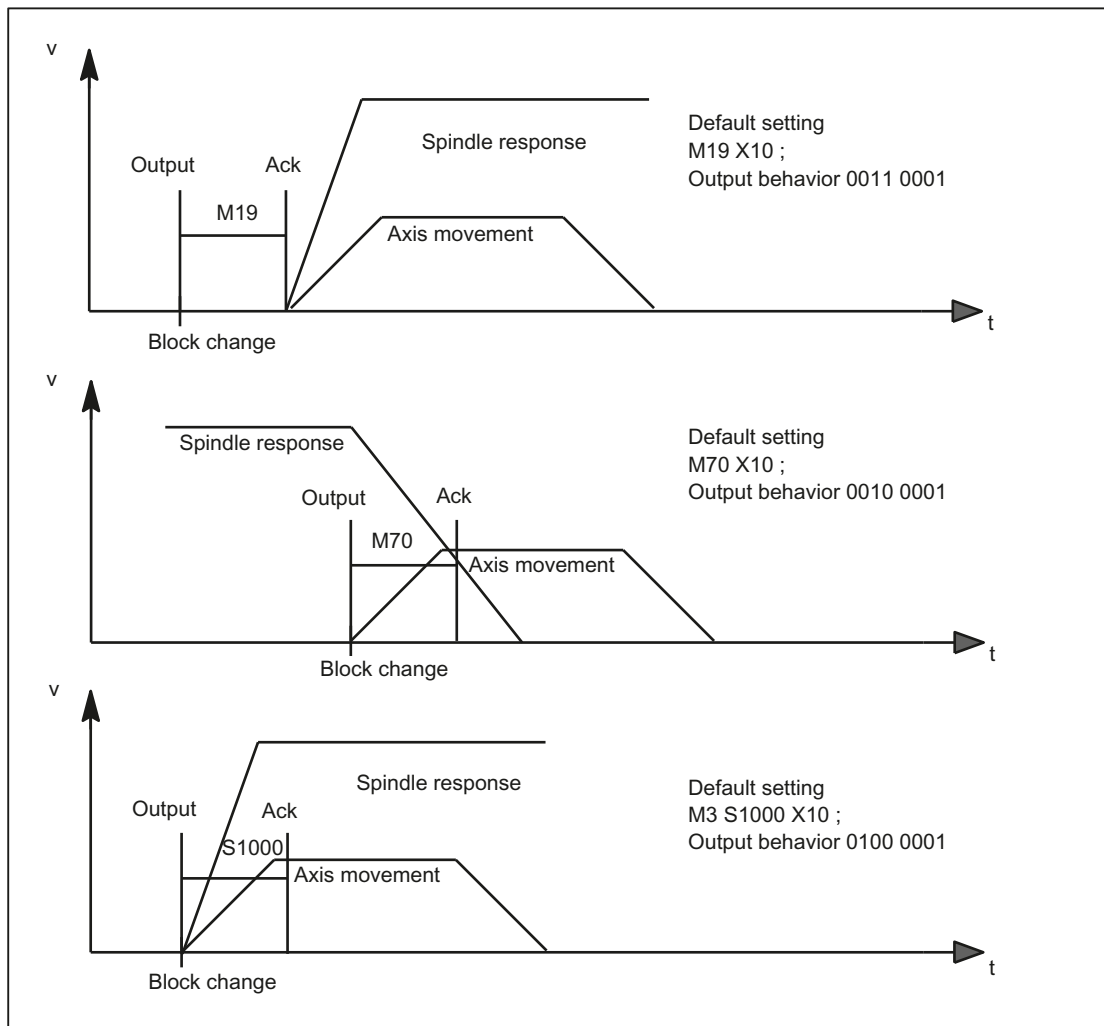 v
Output
Ack
M19
Spindle response
Axis movement
Default setting
M19 X10 ;
Output behavior 0011 0001
Block change
t
v
Spindle response
Output
Ack
M70
Axis movement
Default setting
M70 X10 ;
Output behavior 0010 0001
Block change
t
v
Output
Ack
S1000
Spindle response
Axis movement
Default setting
M3 S1000 X10 ;
Output behavior 0100 0001
Block change
t